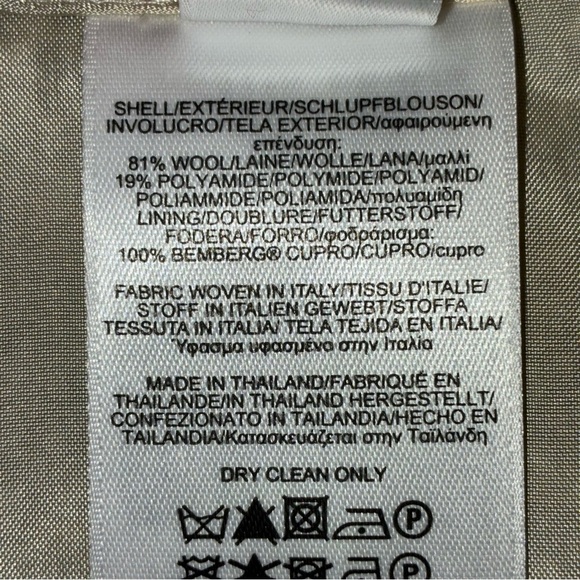 SHELL/EXTÉRIEUR/SCHLUPFBLOUSON/
INVOLUCRO/TELA EXTERIOR/αφαιρούμενη
επένδυση:
81% WOOL/LAINE/WOLLE/LANA/μαλλί
19% POLYAMIDE/POLYMIDE/POLYAMID/
POLIAMMIDE/POLIAMIDA/πολυαμίδη
LINING/DOUBLURE/FUTTERSTOFF/
FODERA/FORRO/φοδράρισμα:
100% BEMBERG® CUPRO/CUPRO/cupro
FABRIC WOVEN IN ITALY/TISSU D'ITALIE/
STOFF IN ITALIEN GEWEBT/STOFFA
TESSUTA IN ITALIA/ TELA TEJIDA EN ITALIA/
Ύφασμα υφασμένο στην Ιταλία
MADE IN THAILAND/FABRIQUÉ EN
THAILANDE/IN THAILAND HERGESTELLT/
CONFEZIONATO IN TAILANDIA/HECHO EN
TAILANDIA/Κατασκευάζεται στην Ταϊλάνδη
DRY CLEAN ONLY
P